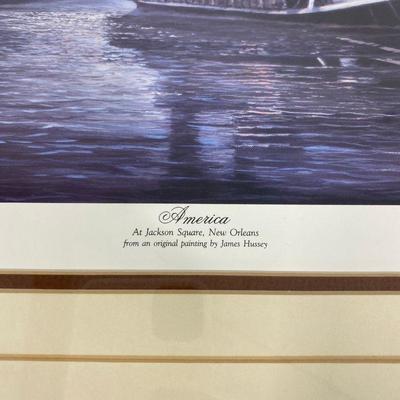 America
At Jackson Square, New Orleans
from an original painting by James Hussey